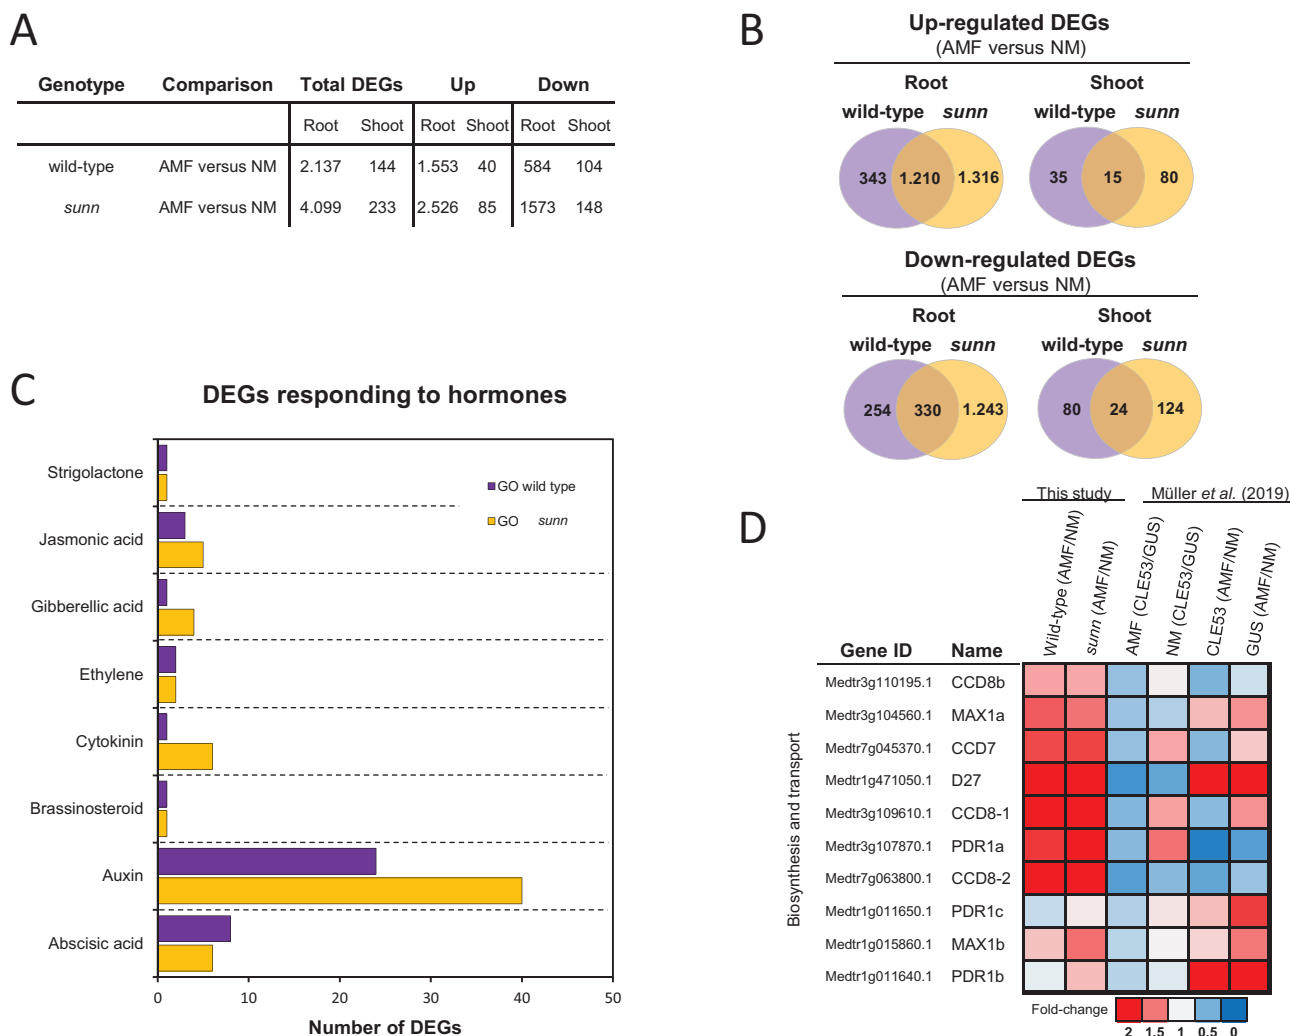 A
Genotype Comparison Total DEGs Up Down
Root Shoot Root Shoot Root Shoot
wild-type AMF versus NM 2.137 144 1.553 40 584 104
sunn AMF versus NM 4.099 233 2.526 85 1573 148
B
Up-regulated DEGs
(AMF versus NM)
Root Shoot
wild-type sunn wild-type sunn
343 1.210 1.316 35 15 80
Down-regulated DEGs
(AMF versus NM)
Root Shoot
wild-type sunn wild-type sunn
254 330 1.243 80 24 124
C
DEGs responding to hormones
GO wild type
GO sunn
Strigolactone
Jasmonic acid
Gibberellic acid
Ethylene
Cytokinin
Brassinosteroid
Auxin
Abscisic acid
0 10 20 30 40 50
Number of DEGs
D
This study Müller et al. (2019)
Wild-type (AMF/NM)
sunn (AMF/NM)
AMF (CLE53/GUS)
NM (CLE53/GUS)
CLE53 (AMF/NM)
GUS (AMF/NM)
Gene ID Name
Biosynthesis and transport
Medtr3g110195.1 CCD8b
Medtr3g104560.1 MAX1a
Medtr7g045370.1 CCD7
Medtr1g471050.1 D27
Medtr3g109610.1 CCD8-1
Medtr3g107870.1 PDR1a
Medtr7g063800.1 CCD8-2
Medtr1g011650.1 PDR1c
Medtr1g015860.1 MAX1b
Medtr1g011640.1 PDR1b
Fold-change
2 1.5 1 0.5 0